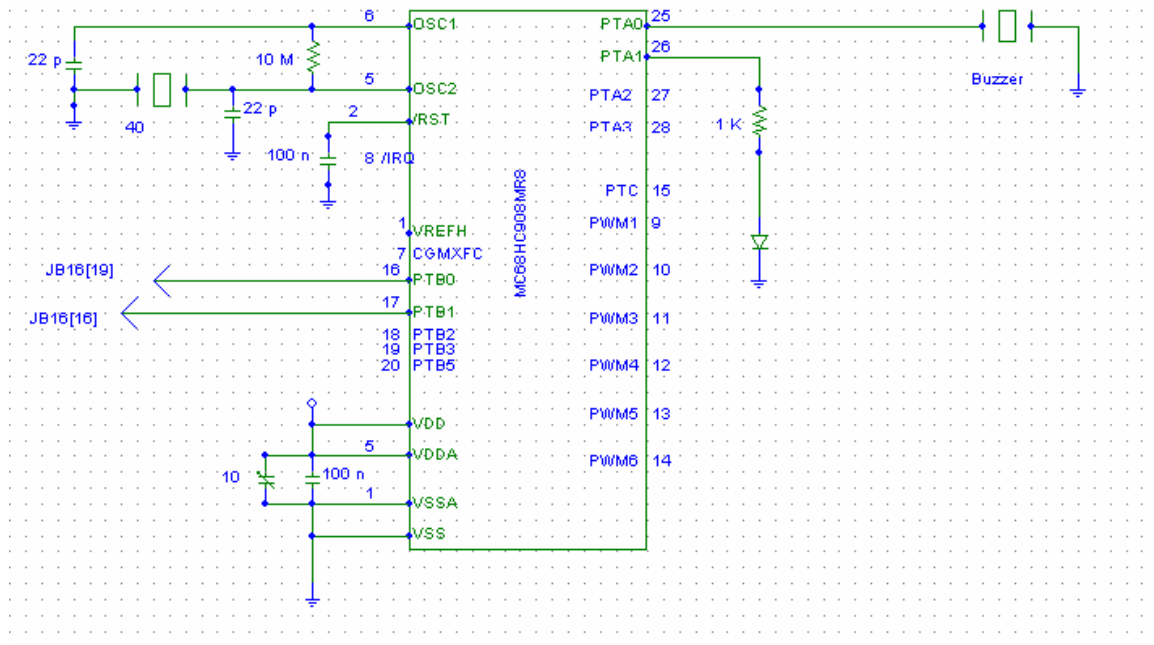 6
OSC1
22 p
10 M
5
OSC2
40
22 p
2
/RST
100 n
8 /IRQ
1
VREFH
7 CGMXFC
JB16[19]
16
PTB0
JB16[16]
17
PTB1
18 PTB2
19 PTB3
20 PTB5
VDD
5
VDDA
10
100 n
1
VSSA
VSS
MC68HC908MR8
PTA0 25
PTA1 26
PTA2 27
PTA3 28
PTC 15
PWM1 9
PWM2 10
PWM3 11
PWM4 12
PWM5 13
PWM6 14
1 K
Buzzer